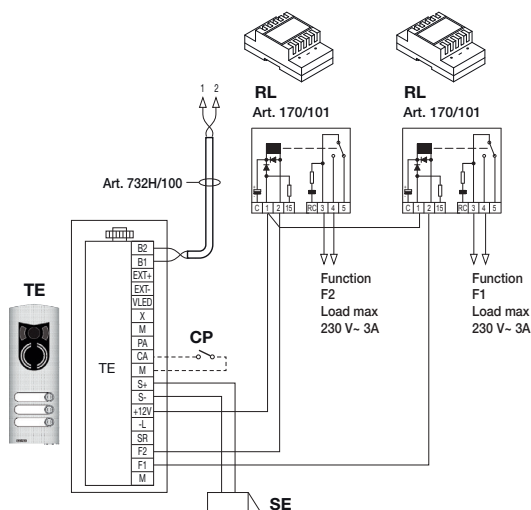 RL
Art. 170/101
RL
Art. 170/101
1 2
Art. 732H/100
C 1 2 15 RC 3 4 5
C 1 2 15 RC 3 4 5
Function
F2
Load max
230 V~ 3A
Function
F1
Load max
230 V~ 3A
TE
TE
CP
B2
B1
EXT+
EXT-
VLED
X
M
PA
CA
M
S+
S-
+12V
-L
SR
F2
F1
M
SE